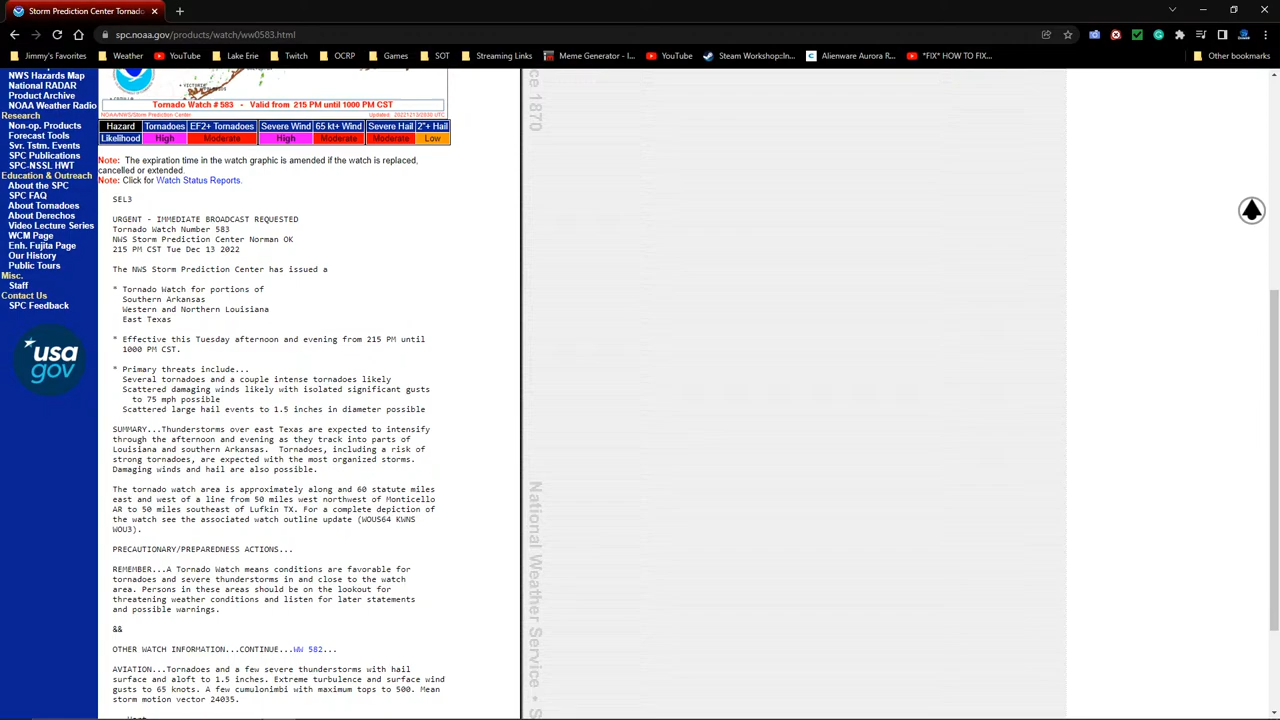 Storm Prediction Center Tornado
spc.noaa.gov/products/watch/ww0583.html
Jimmy's Favorites Weather YouTube Lake Erie Twitch OCRP Games SOT Streaming Links Meme Generator - I... YouTube Steam Workshop::In... Alienware Aurora R... *FIX* HOW TO FIX... Other bookmarks
NWS Hazards Map
National RADAR
Product Archive
NOAA Weather Radio
Research
Non-op. Products
Forecast Tools
Svr. Tstm. Events
SPC Publications
SPC-NSSL HWT
Education & Outreach
About the SPC
SPC FAQ
About Tornadoes
About Derechos
Video Lecture Series
WCM Page
Enh. Fujita Page
Our History
Public Tours
Misc.
Staff
Contact Us
SPC Feedback
usa
gov
VICTORIA
Tornado Watch # 583 - Valid from 215 PM until 1000 PM CST
NOAA/NWS/Storm Prediction Center Updated: 20221213/2030 UTC
Hazard Tornadoes EF2+ Tornadoes Severe Wind 65 kt+ Wind Severe Hail 2"+ Hail
Likelihood High Moderate High Moderate Moderate Low
Note: The expiration time in the watch graphic is amended if the watch is replaced,
cancelled or extended.
Note: Click for Watch Status Reports.
SEL3
URGENT - IMMEDIATE BROADCAST REQUESTED
Tornado Watch Number 583
NWS Storm Prediction Center Norman OK
215 PM CST Tue Dec 13 2022
The NWS Storm Prediction Center has issued a
* Tornado Watch for portions of
Southern Arkansas
Western and Northern Louisiana
East Texas
* Effective this Tuesday afternoon and evening from 215 PM until
1000 PM CST.
* Primary threats include...
Several tornadoes and a couple intense tornadoes likely
Scattered damaging winds likely with isolated significant gusts
to 75 mph possible
Scattered large hail events to 1.5 inches in diameter possible
SUMMARY...Thunderstorms over east Texas are expected to intensify
through the afternoon and evening as they track into parts of
Louisiana and southern Arkansas. Tornadoes, including a risk of
strong tornadoes, are expected with the most organized storms.
Damaging winds and hail are also possible.
The tornado watch area is approximately along and 60 statute miles
east and west of a line from 50 miles west northwest of Monticello
AR to 50 miles southeast of Lufkin TX. For a complete depiction of
the watch see the associated watch outline update (WOUS64 KWNS
WOU3).
PRECAUTIONARY/PREPAREDNESS ACTIONS...
REMEMBER...A Tornado Watch means conditions are favorable for
tornadoes and severe thunderstorms in and close to the watch
area. Persons in these areas should be on the lookout for
threatening weather conditions and listen for later statements
and possible warnings.
&&
OTHER WATCH INFORMATION...CONTINUE...WW 582...
AVIATION...Tornadoes and a few severe thunderstorms with hail
surface and aloft to 1.5 inches. Extreme turbulence and surface wind
gusts to 65 knots. A few cumulonimbi with maximum tops to 500. Mean
storm motion vector 24035.
...Hart
ce 1870
National Weather Service • S